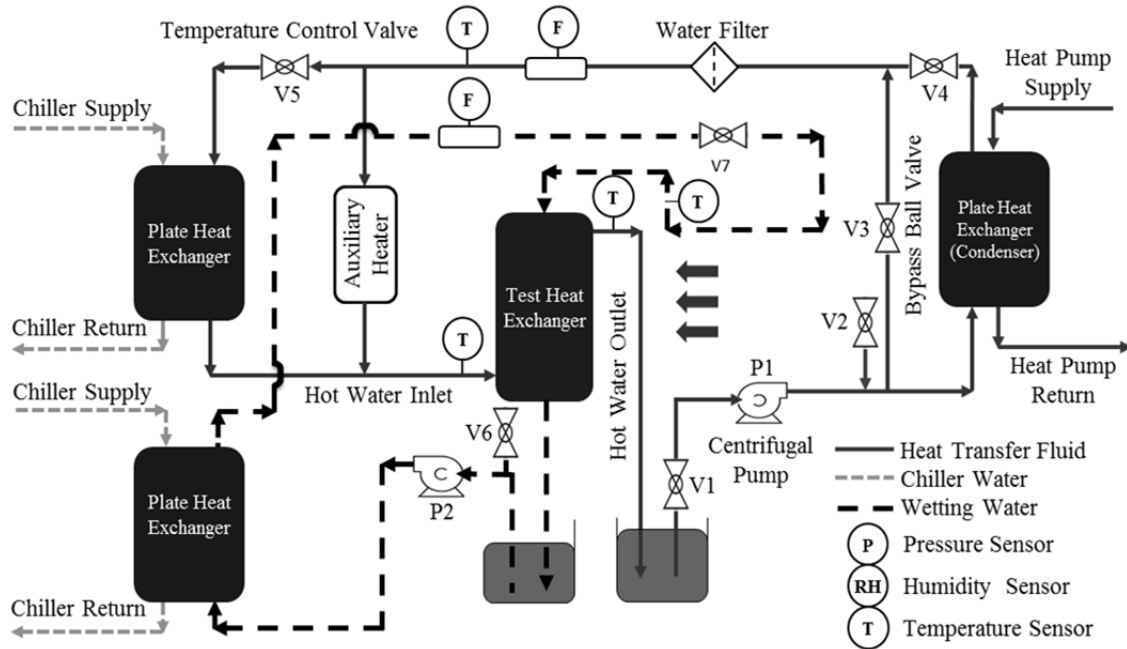 Temperature Control Valve
T
F
Water Filter
Heat Pump
Supply
V5
V4
Chiller Supply
F
V7
Plate Heat
Exchanger
Auxiliary
Heater
T
T
Test Heat
Exchanger
V3
Bypass Ball Valve
Plate Heat
Exchanger
(Condenser)
Chiller Return
T
Hot Water Inlet
Hot Water Outlet
V2
P1
Heat Pump
Return
Chiller Supply
V6
Centrifugal
Pump
V1
Plate Heat
Exchanger
P2
Chiller Return
Heat Transfer Fluid
Chiller Water
Wetting Water
P Pressure Sensor
RH Humidity Sensor
T Temperature Sensor